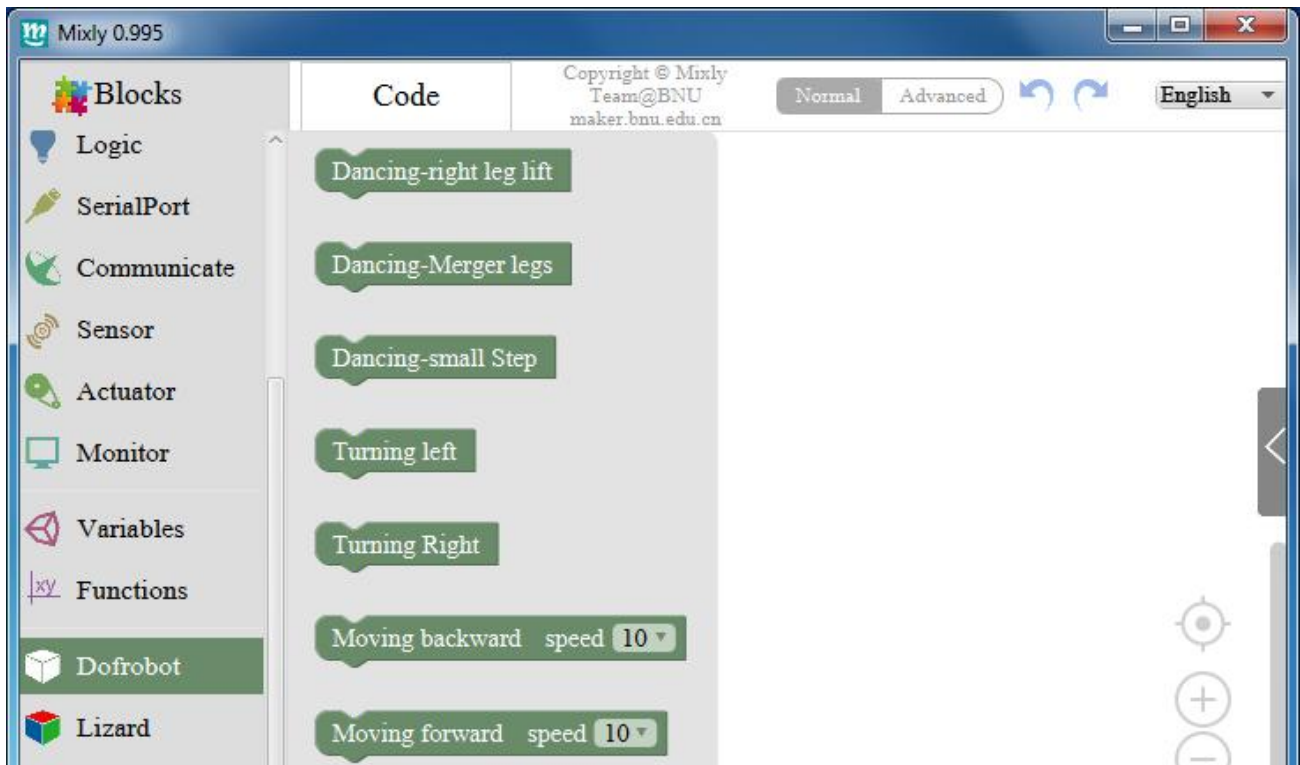 Mixly 0.995
Blocks
Code
Copyright © Mixly
Team@BNU
maker.bnu.edu.cn
Normal
Advanced
English
Logic
SerialPort
Communicate
Sensor
Actuator
Monitor
Variables
xy
Functions
Dofrobot
Lizard
Dancing-right leg lift
Dancing-Merger legs
Dancing-small Step
Turning left
Turning Right
Moving backward speed 10
Moving forward speed 10